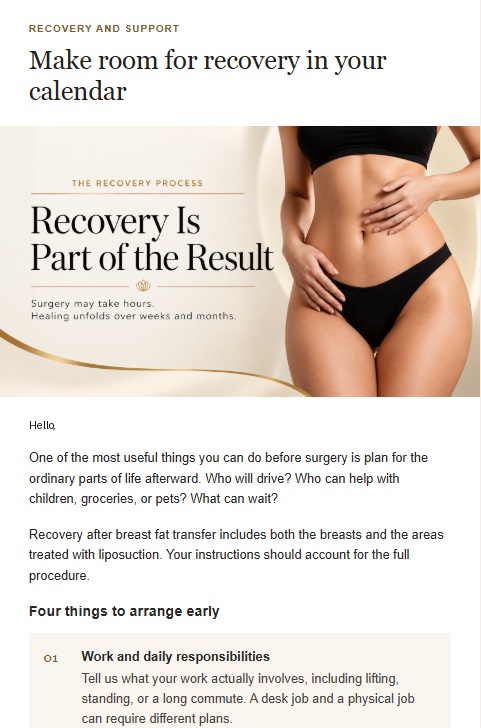 RECOVERY AND SUPPORT
Make room for recovery in your
calendar
THE RECOVERY PROCESS
Recovery Is
Part of the Result
Surgery may take hours.
Healing unfolds over weeks and months.
Hello,
One of the most useful things you can do before surgery is plan for the
ordinary parts of life afterward. Who will drive? Who can help with
children, groceries, or pets? What can wait?
Recovery after breast fat transfer includes both the breasts and the areas
treated with liposuction. Your instructions should account for the full
procedure.
Four things to arrange early
01 Work and daily responsibilities
Tell us what your work actually involves, including lifting,
standing, or a long commute. A desk job and a physical job
can require different plans.